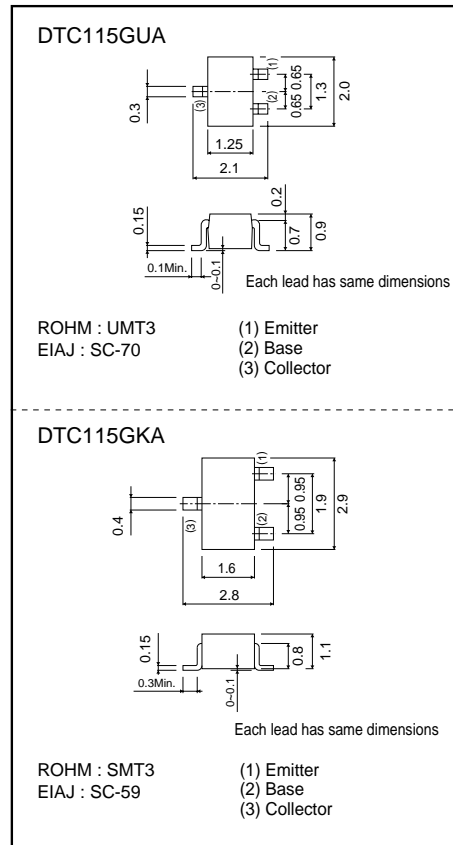 DTC115GUA
(1)
(2)
(3)
0.3
0.65 0.65
1.3
2.0
1.25
2.1
0.2
0.15
0.7
0.9
0.1Min.
0~0.1
Each lead has same dimensions
ROHM : UMT3
EIAJ : SC-70
(1) Emitter
(2) Base
(3) Collector
DTC115GKA
(1)
(2)
(3)
0.4
0.95 0.95
1.9
2.9
1.6
2.8
0.15
0.8
1.1
0.3Min.
0~0.1
Each lead has same dimensions
ROHM : SMT3
EIAJ : SC-59
(1) Emitter
(2) Base
(3) Collector